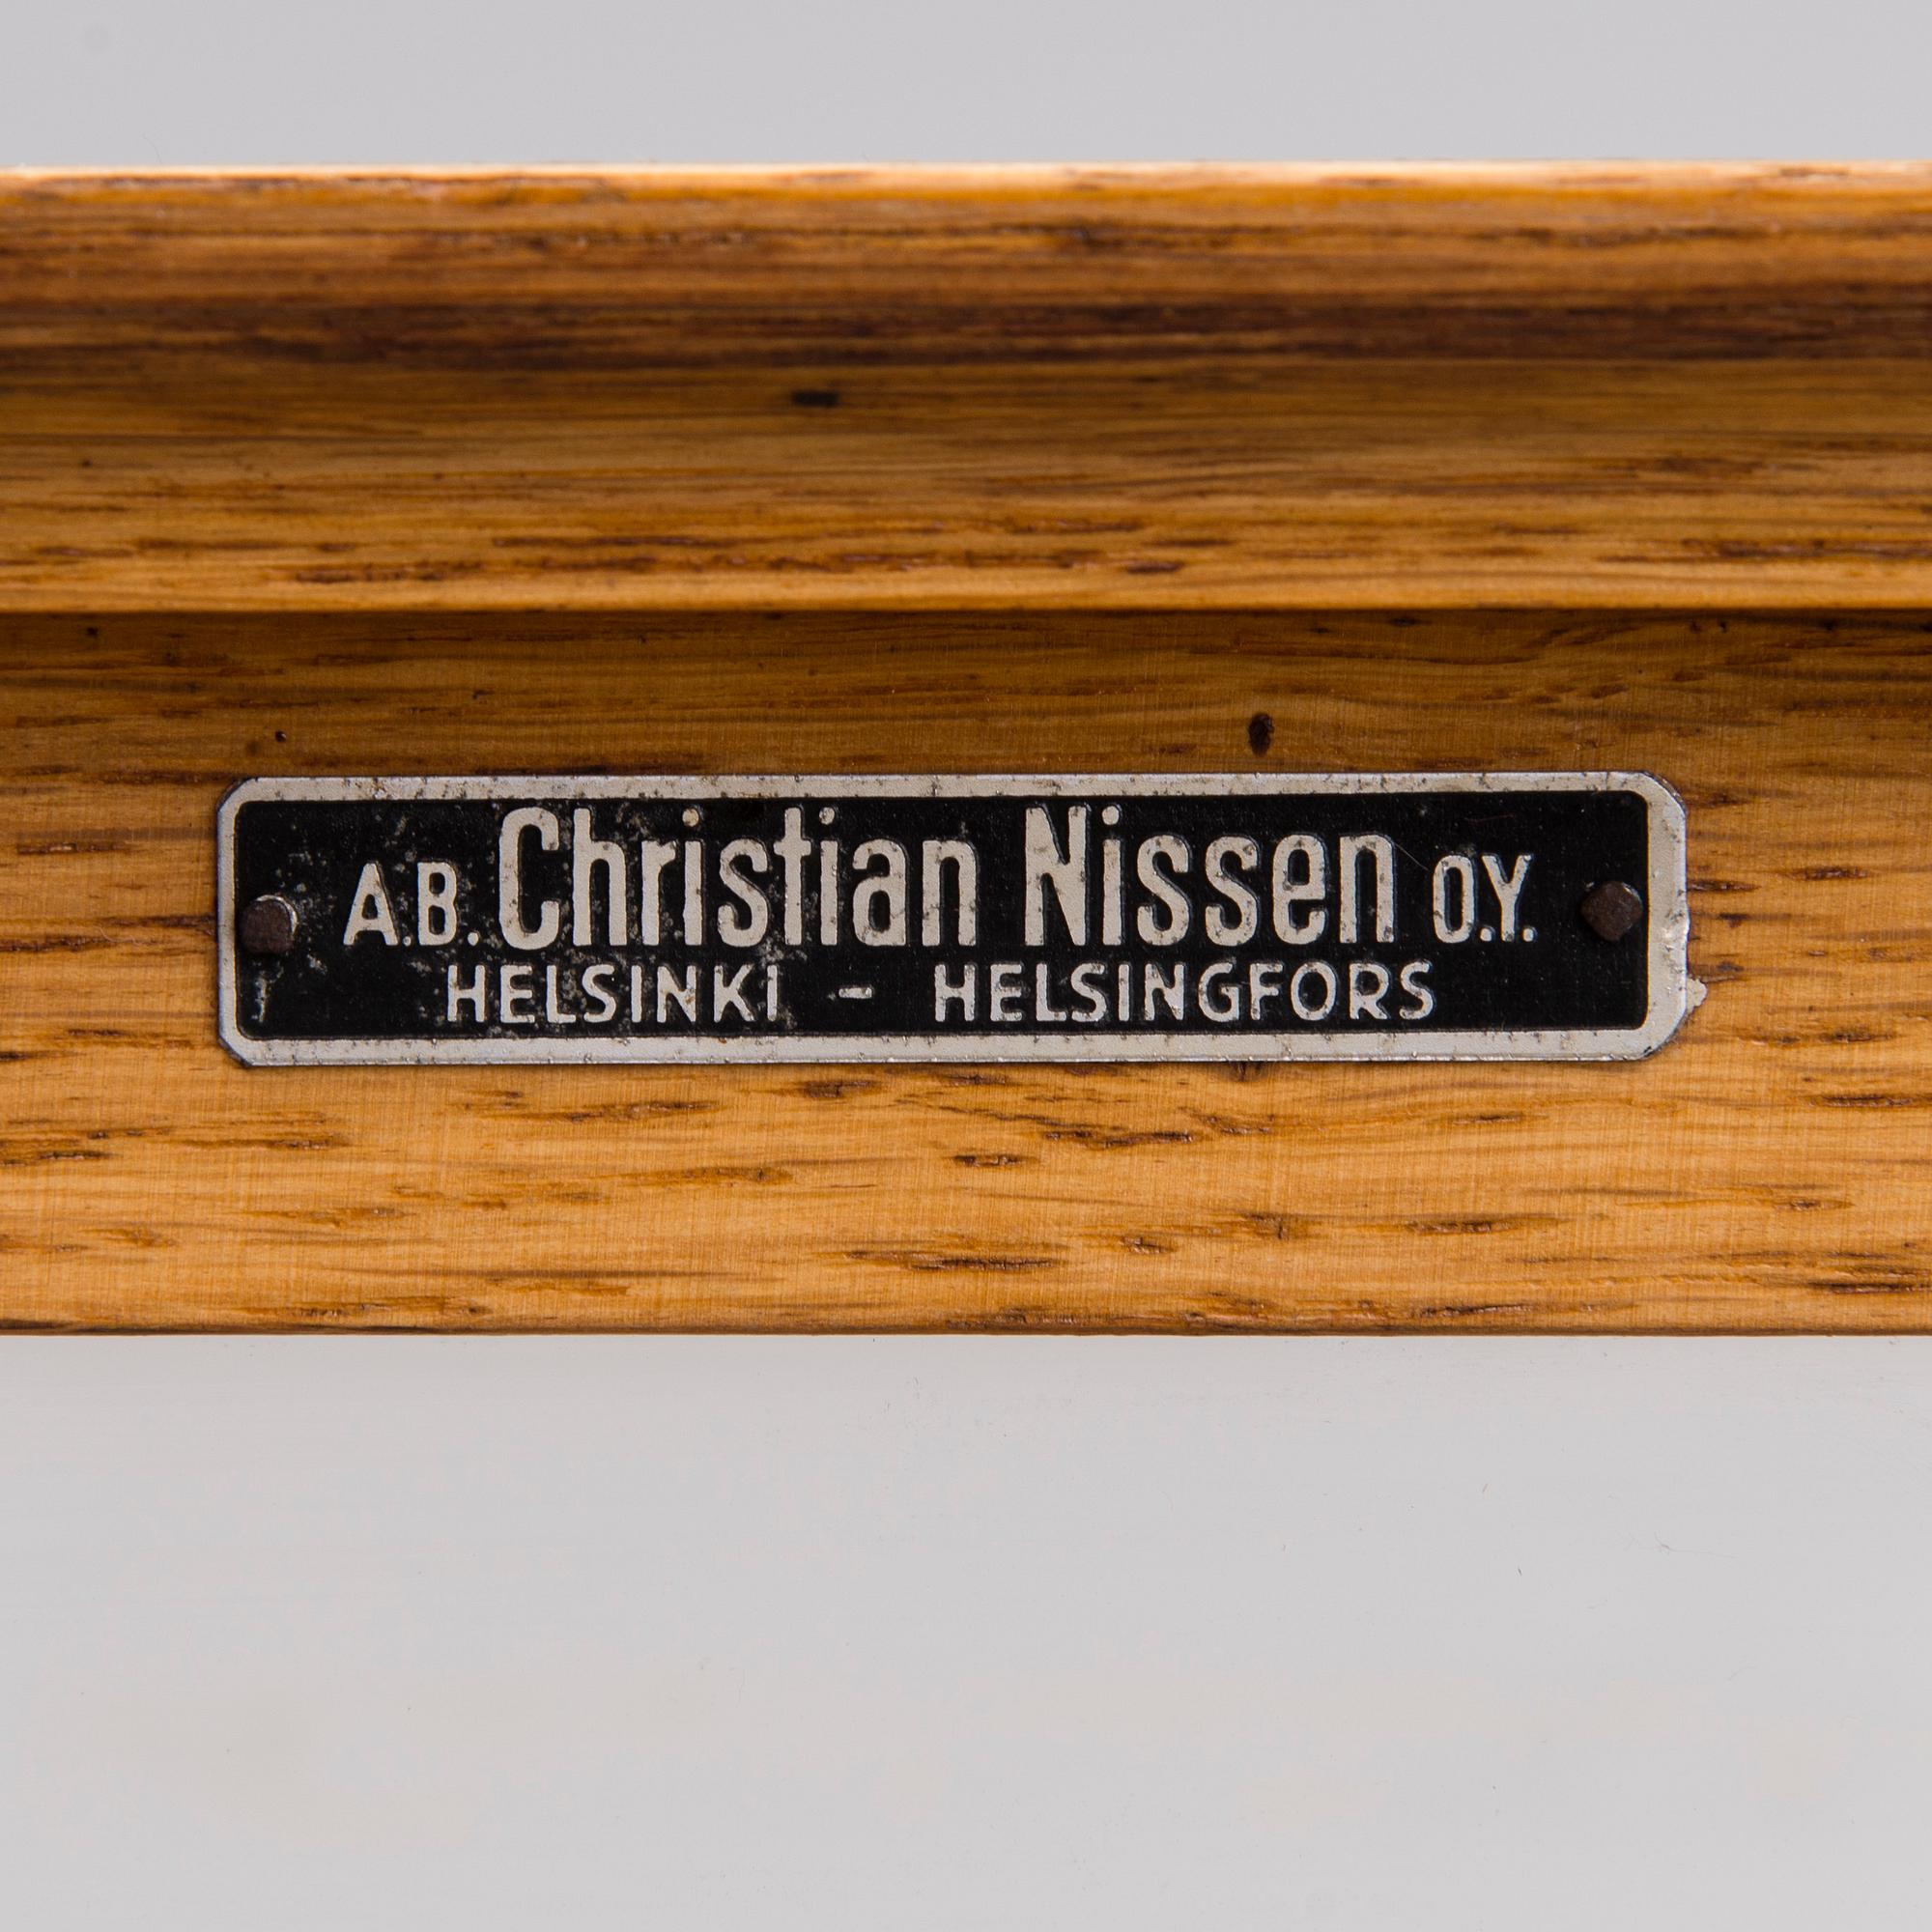 A.B. Christian Nissen O.Y.
HELSINKI - HELSINGFORS